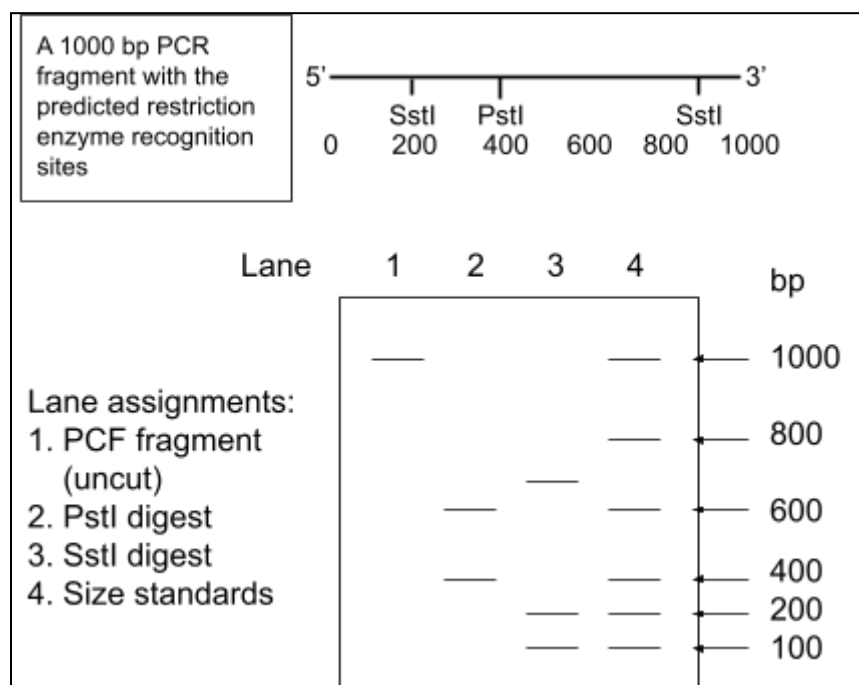 A 1000 bp PCR
fragment with the
predicted restriction
enzyme recognition
sites
5’ 3’
SstI PstI SstI
0 200 400 600 800 1000
Lane 1 2 3 4 bp
1000
800
600
400
200
100
Lane assignments:
1. PCF fragment
(uncut)
2. PstI digest
3. SstI digest
4. Size standards